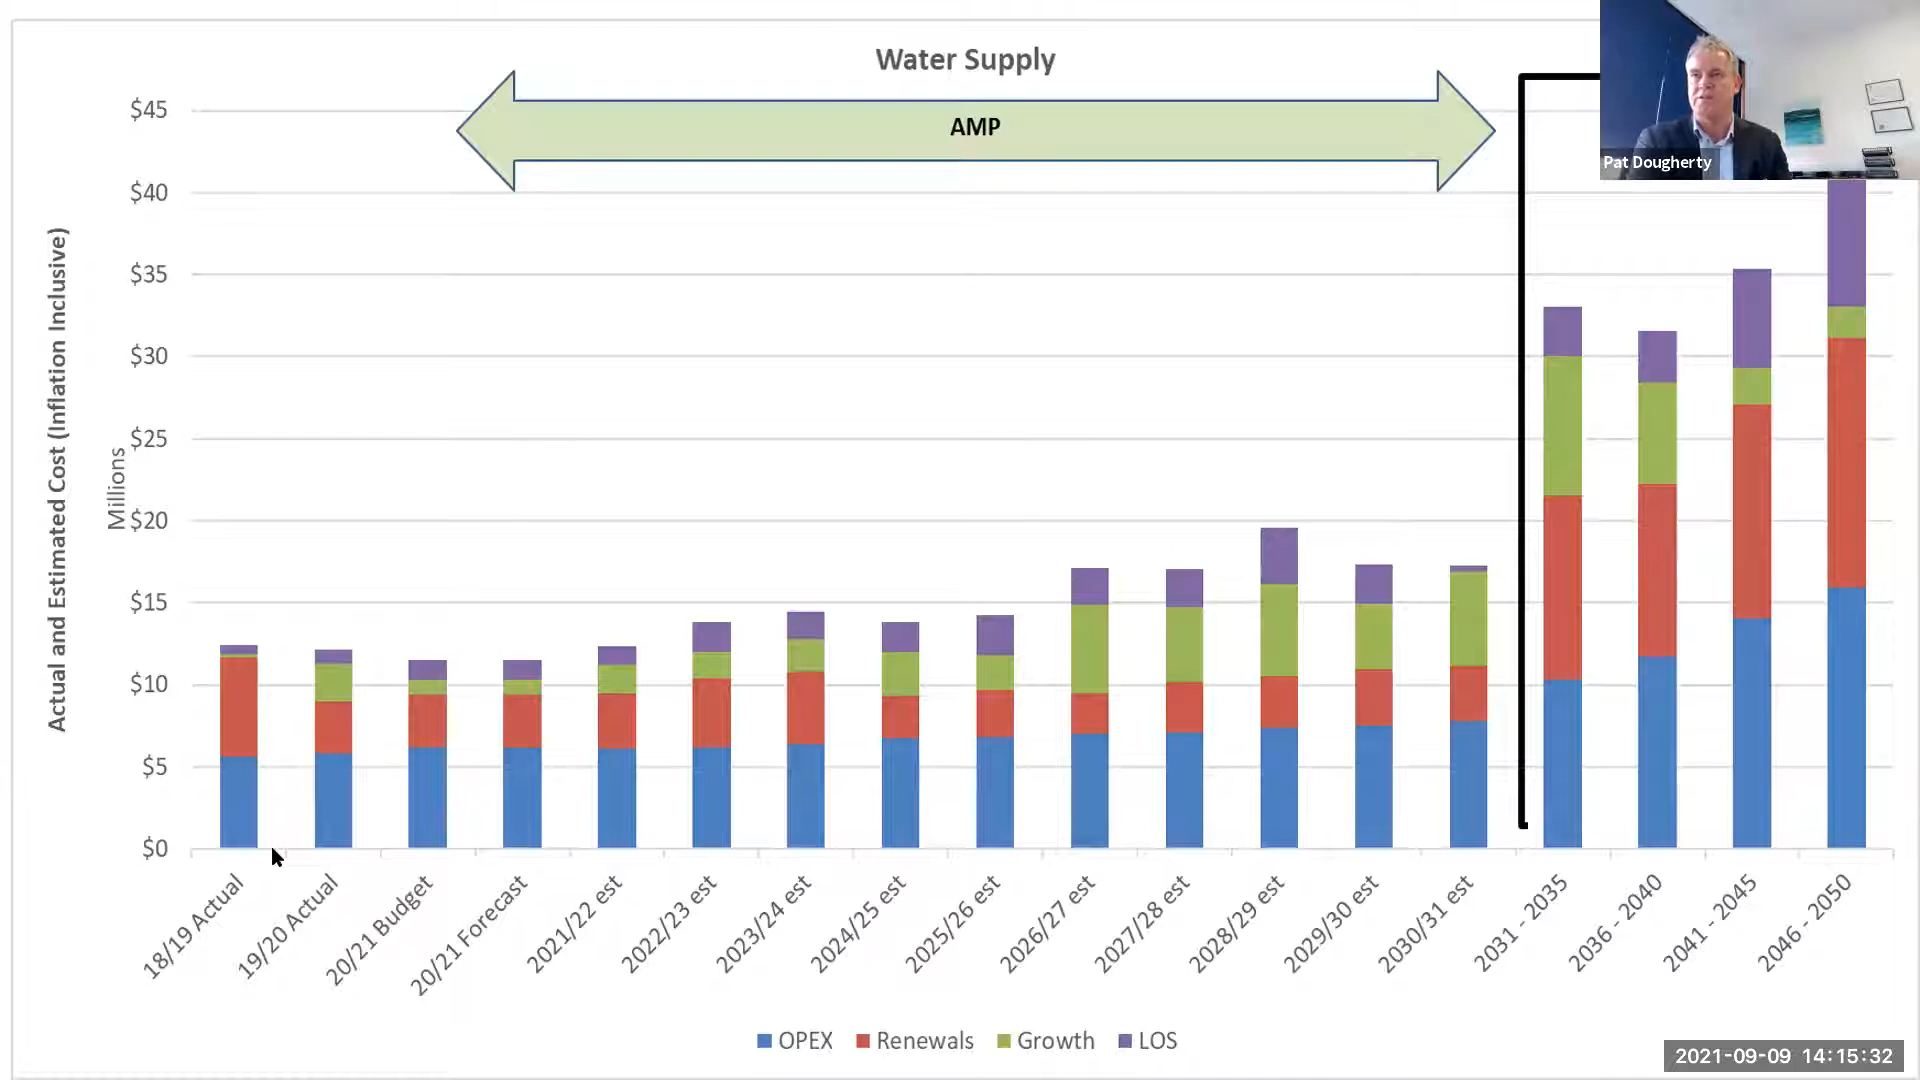 Water Supply
AMP
Pat Dougherty
Actual and Estimated Cost (Inflation Inclusive)
Millions
$45
$40
$35
$30
$25
$20
$15
$10
$5
$0
18/19 Actual
19/20 Actual
20/21 Budget
20/21 Forecast
2021/22 est
2022/23 est
2023/24 est
2024/25 est
2025/26 est
2026/27 est
2027/28 est
2028/29 est
2029/30 est
2030/31 est
2031 - 2035
2036 - 2040
2041 - 2045
2046 - 2050
OPEX
Renewals
Growth
LOS
2021-09-09 14:15:32